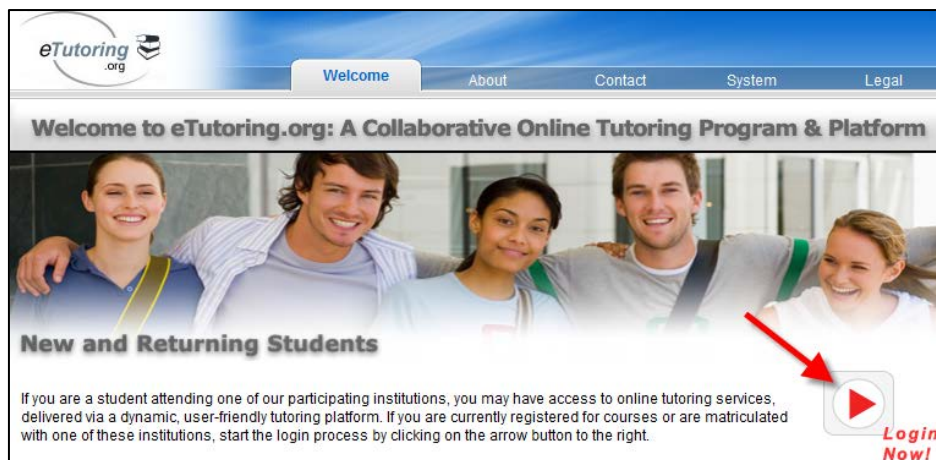 eTutoring
.org
Welcome About Contact System Legal
Welcome to eTutoring.org: A Collaborative Online Tutoring Program & Platform
New and Returning Students
If you are a student attending one of our participating institutions, you may have access to online tutoring services,
delivered via a dynamic, user-friendly tutoring platform. If you are currently registered for courses or are matriculated
with one of these institutions, start the login process by clicking on the arrow button to the right.
Login
Now!